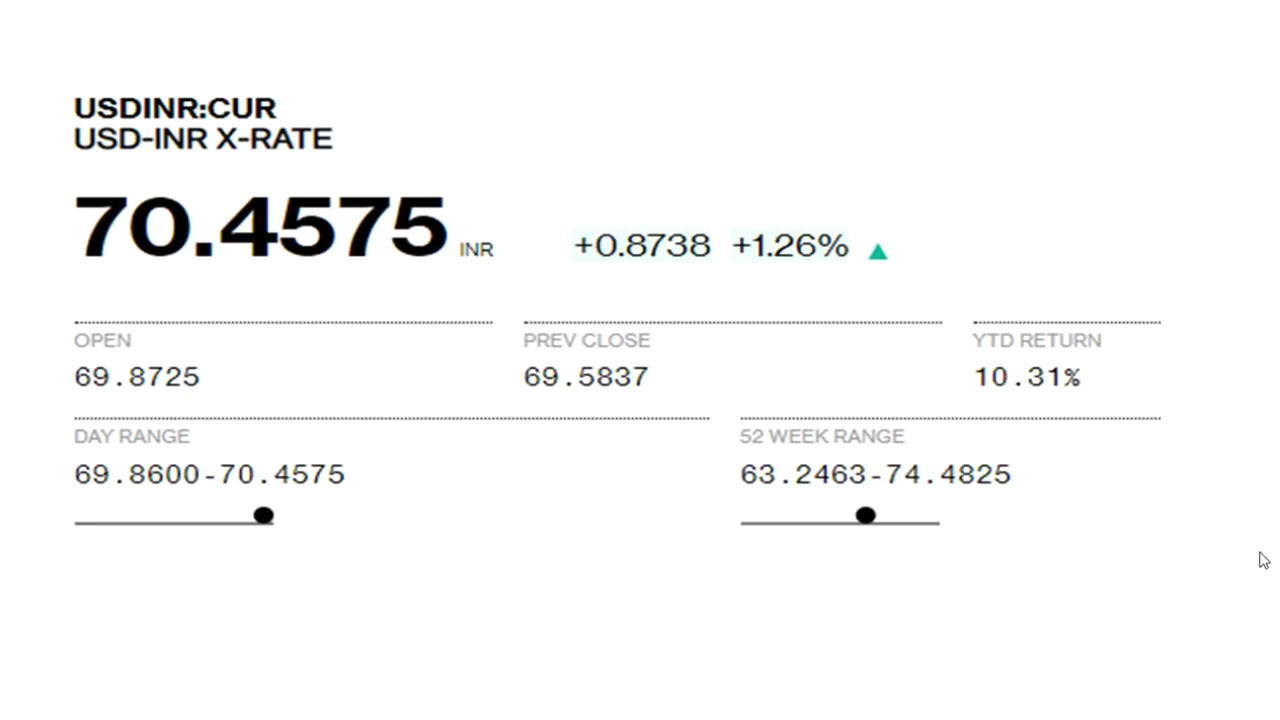 USDINR:CUR
USD-INR X-RATE
70.4575 INR +0.8738 +1.26%
OPEN PREV CLOSE YTD RETURN
69.8725 69.5837 10.31%
DAY RANGE 52 WEEK RANGE
69.8600-70.4575 63.2463-74.4825